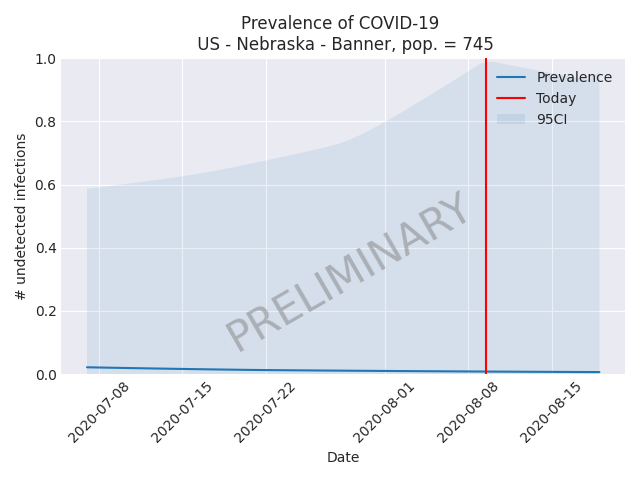 Prevalence of COVID-19
US - Nebraska - Banner, pop. = 745
1.0
0.8
0.6
0.4
0.2
0.0
# undetected infections
Prevalence
Today
95CI
PRELIMINARY
2020-07-08
2020-07-15
2020-07-22
2020-08-01
2020-08-08
2020-08-15
Date